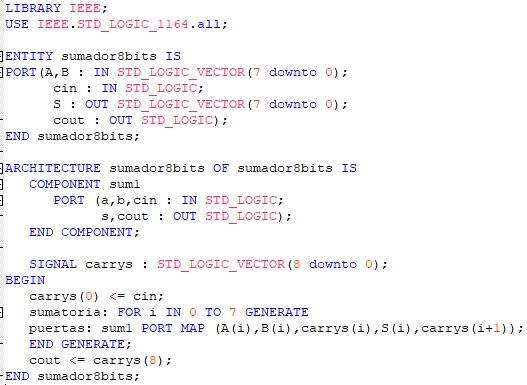 LIBRARY IEEE;
USE IEEE.STD_LOGIC_1164.all;

ENTITY sumador8bits IS
PORT(A,B : IN STD_LOGIC_VECTOR(7 downto 0);
      cin : IN STD_LOGIC;
      S : OUT STD_LOGIC_VECTOR(7 downto 0);
      cout : OUT STD_LOGIC);
END sumador8bits;

ARCHITECTURE sumador8bits OF sumador8bits IS
   COMPONENT sum1
      PORT (a,b,cin : IN STD_LOGIC;
            s,cout : OUT STD_LOGIC);
   END COMPONENT;

   SIGNAL carrys : STD_LOGIC_VECTOR(8 downto 0);
BEGIN
   carrys(0) <= cin;
   sumatoria: FOR i IN 0 TO 7 GENERATE
   puertas: sum1 PORT MAP (A(i),B(i),carrys(i),S(i),carrys(i+1));
   END GENERATE;
   cout <= carrys(8);
END sumador8bits;